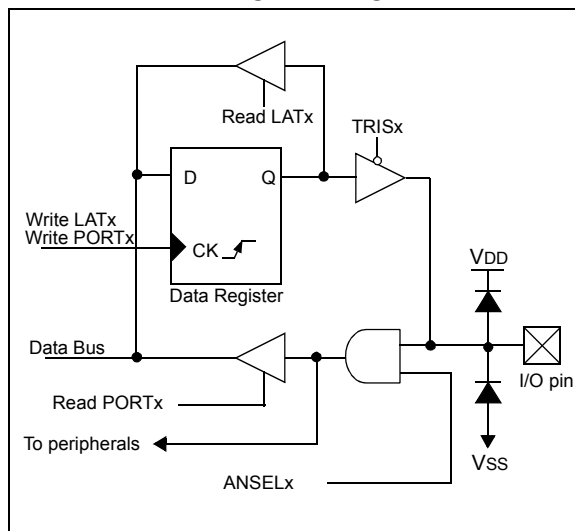 Read LATx
TRISx
D Q
Write LATx
Write PORTx
CK
Data Register
VDD
Data Bus
I/O pin
Read PORTx
To peripherals
VSS
ANSELx